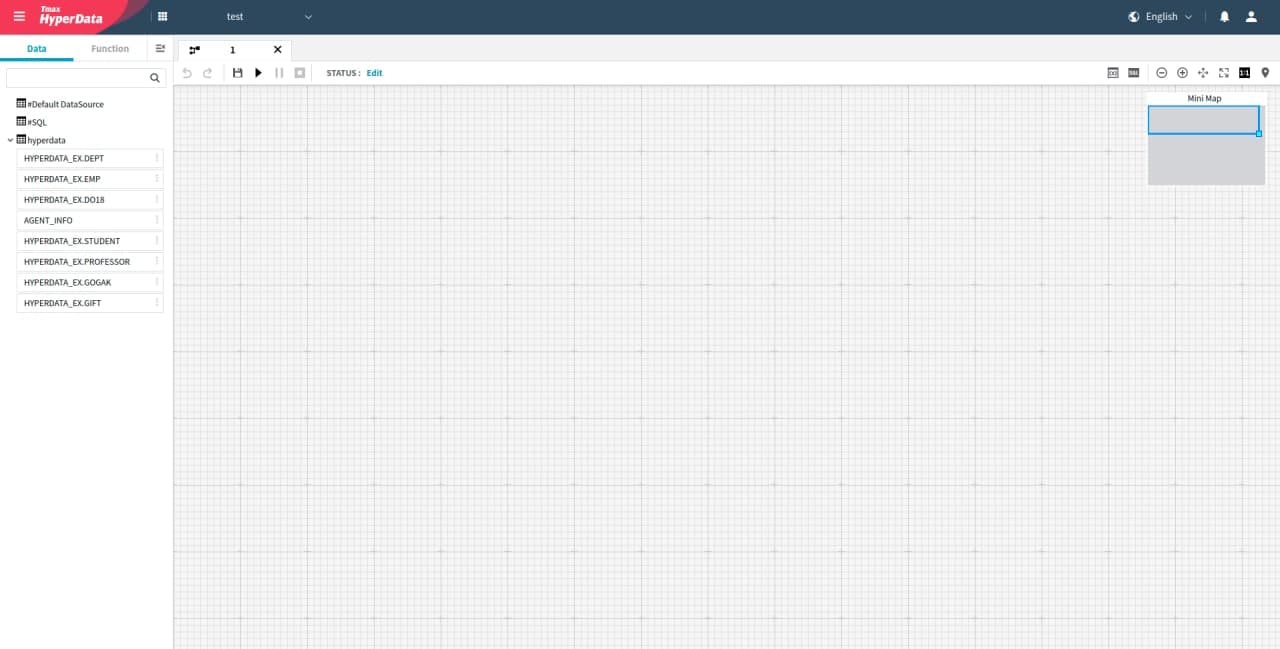 Tmax
HyperData
test
English
Data
Function
1
STATUS : Edit
1:1
Mini Map
#Default DataSource
#SQL
hyperdata
HYPERDATA_EX.DEPT
HYPERDATA_EX.EMP
HYPERDATA_EX.DO18
AGENT_INFO
HYPERDATA_EX.STUDENT
HYPERDATA_EX.PROFESSOR
HYPERDATA_EX.GOGAK
HYPERDATA_EX.GIFT